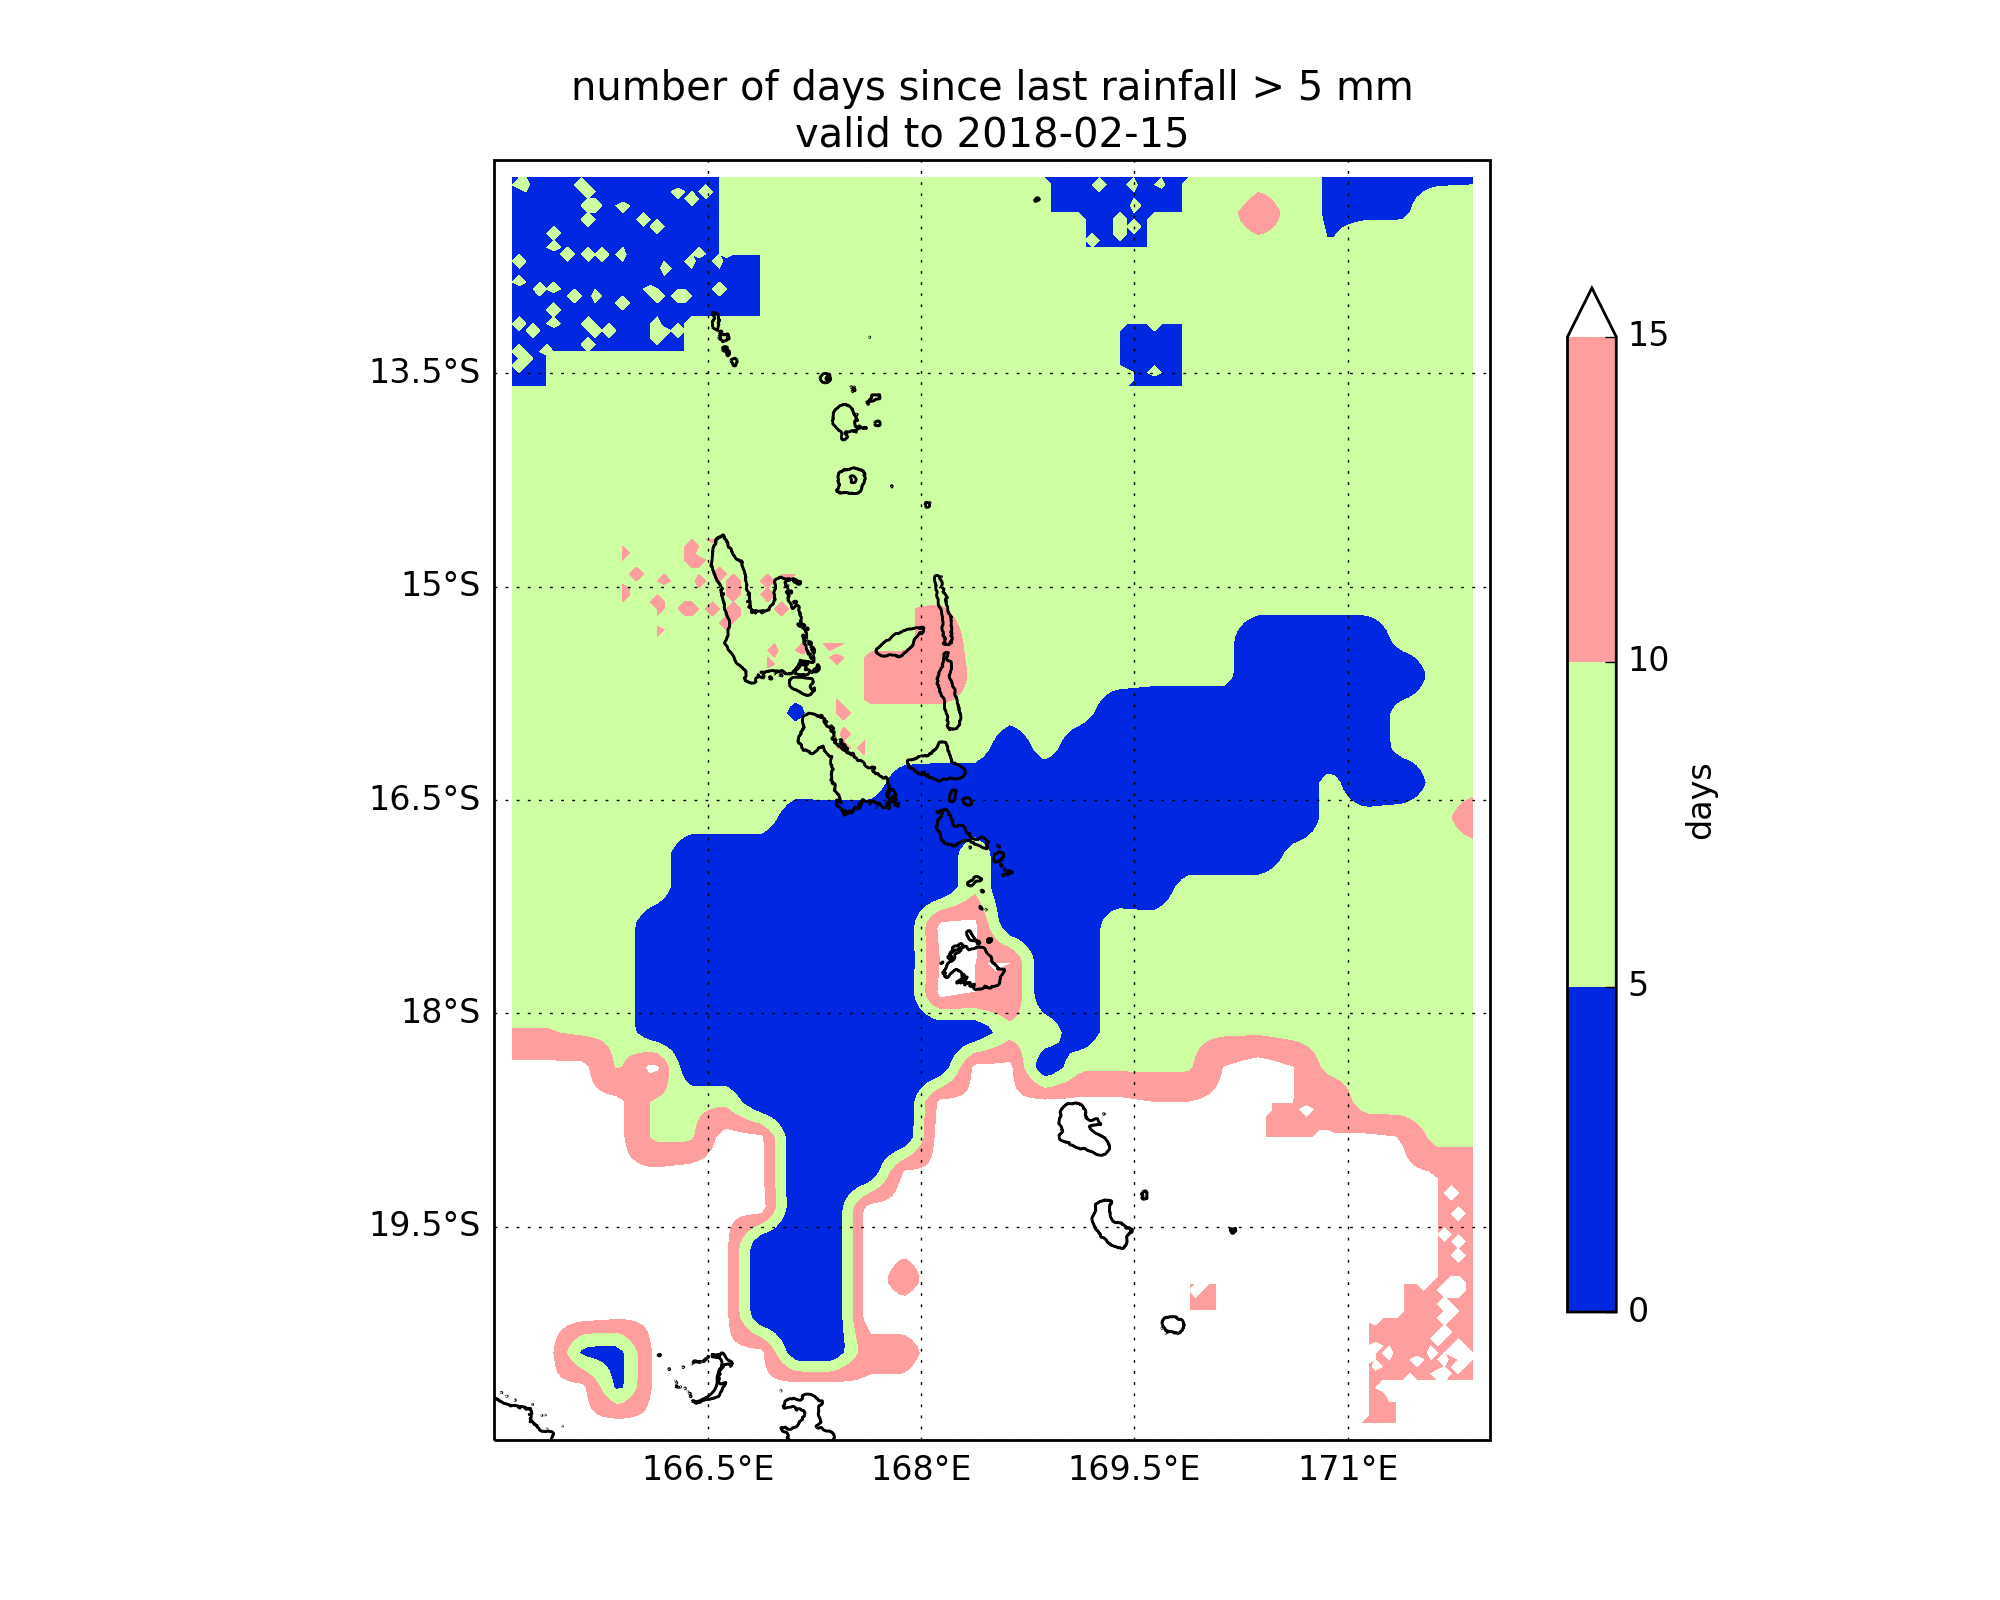 number of days since last rainfall > 5 mm
valid to 2018-02-15
13.5°S
15°S
16.5°S
18°S
19.5°S
166.5°E
168°E
169.5°E
171°E
15
10
5
0
days